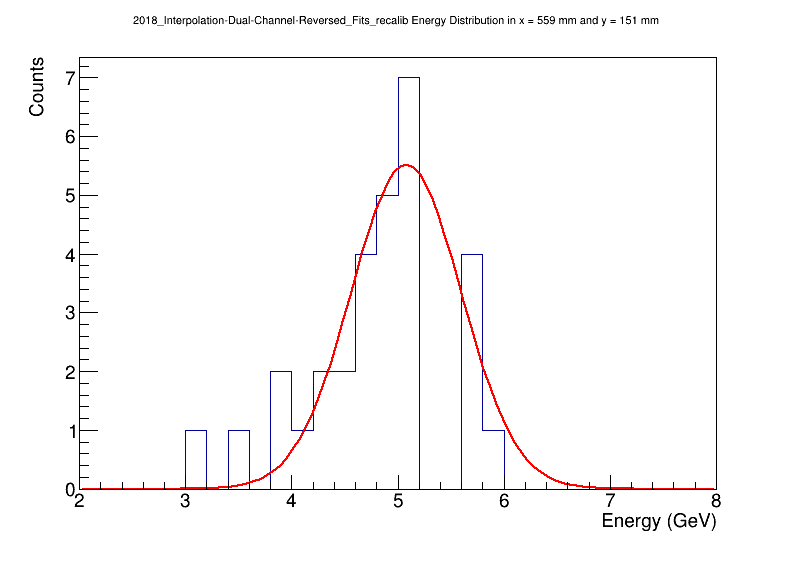 2018_Interpolation-Dual-Channel-Reversed_Fits_recalib Energy Distribution in x = 559 mm and y = 151 mm
Counts
7
6
5
4
3
2
1
0
2 3 4 5 6 7 8
Energy (GeV)